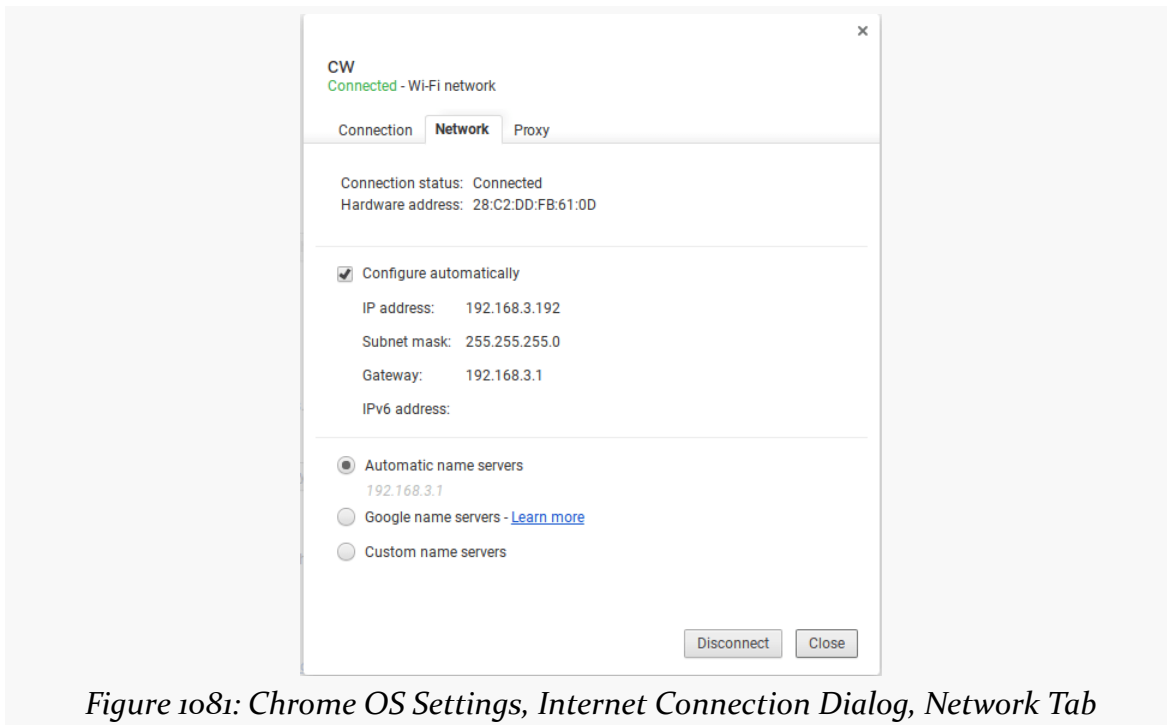 ×
CW
Connected - Wi-Fi network
Connection Network Proxy
Connection status: Connected
Hardware address: 28:C2:DD:FB:61:0D
Configure automatically
IP address: 192.168.3.192
Subnet mask: 255.255.255.0
Gateway: 192.168.3.1
IPv6 address:
Automatic name servers
192.168.3.1
Google name servers - Learn more
Custom name servers
Disconnect Close
Figure 1081: Chrome OS Settings, Internet Connection Dialog, Network Tab